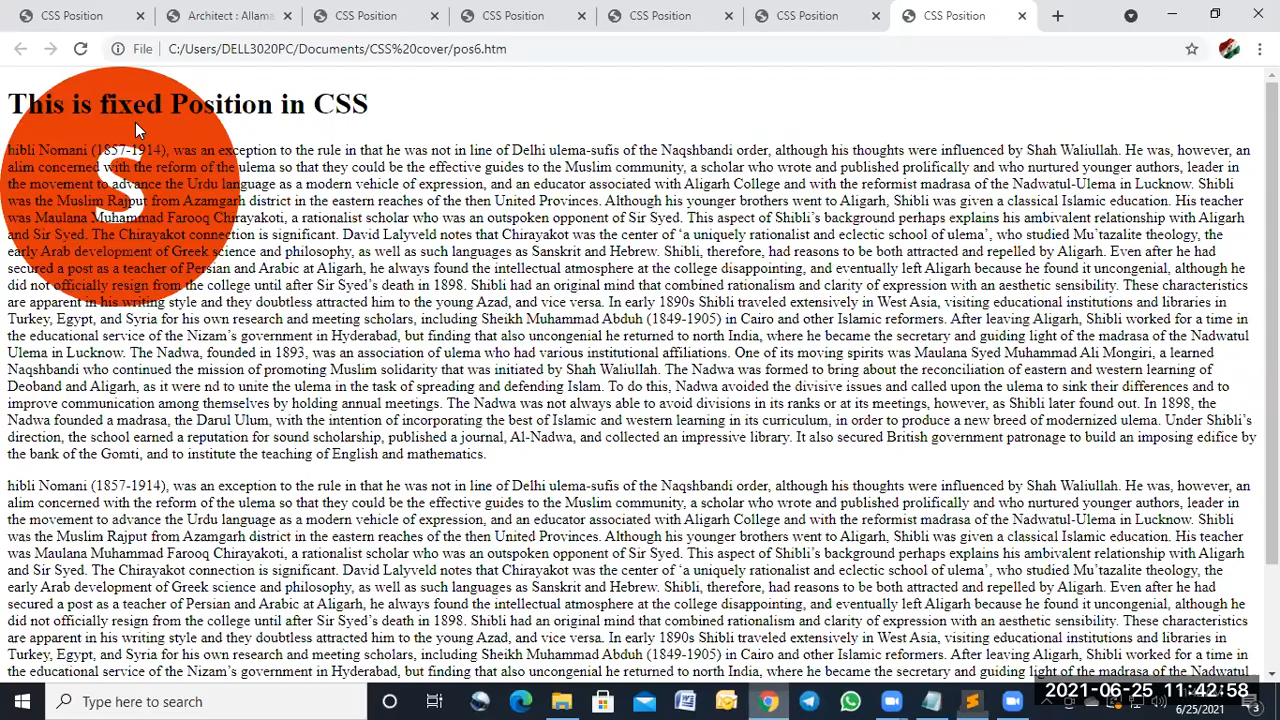 CSS Position
Architect : Allama
CSS Position
CSS Position
CSS Position
CSS Position
CSS Position
File
C:/Users/DELL3020PC/Documents/CSS%20cover/pos6.htm
This is fixed Position in CSS
S
hibli Nomani (1857-1914), was an exception to the rule in that he was not in line of Delhi ulema-sufis of the Naqshbandi order, although his thoughts were influenced by Shah Waliullah. He was, however, an
alim concerned with the reform of the ulema so that they could be the effective guides to the Muslim community, a scholar who wrote and published prolifically and who nurtured younger authors, leader in
the movement to advance the Urdu language as a modern vehicle of expression, and an educator associated with Aligarh College and with the reformist madrasa of the Nadwatul-Ulema in Lucknow. Shibli
was the Muslim Rajput from Azamgarh district in the eastern reaches of the then United Provinces. Although his younger brothers went to Aligarh, Shibli was given a classical Islamic education. His teacher
was Maulana Muhammad Farooq Chirayakoti, a rationalist scholar who was an outspoken opponent of Sir Syed. This aspect of Shibli's background perhaps explains his ambivalent relationship with Aligarh
and Sir Syed. The Chirayakot connection is significant. David Lalyveld notes that Chirayakot was the center of ‘a uniquely rationalist and eclectic school of ulema’, who studied Mu’tazalite theology, the
early Arab development of Greek science and philosophy, as well as such languages as Sanskrit and Hebrew. Shibli, therefore, had reasons to be both attracted and repelled by Aligarh. Even after he had
secured a post as a teacher of Persian and Arabic at Aligarh, he always found the intellectual atmosphere at the college disappointing, and eventually left Aligarh because he found it uncongenial, although he
did not officially resign from the college until after Sir Syed’s death in 1898. Shibli had an original mind that combined rationalism and clarity of expression with an aesthetic sensibility. These characteristics
are apparent in his writing style and they doubtless attracted him to the young Azad, and vice versa. In early 1890s Shibli traveled extensively in West Asia, visiting educational institutions and libraries in
Turkey, Egypt, and Syria for his own research and meeting scholars, including Sheikh Muhammad Abduh (1849-1905) in Cairo and other Islamic reformers. After leaving Aligarh, Shibli worked for a time in
the educational service of the Nizam’s government in Hyderabad, but finding that also uncongenial he returned to north India, where he became the secretary and guiding light of the madrasa of the Nadwatul
Ulema in Lucknow. The Nadwa, founded in 1893, was an association of ulema who had various institutional affiliations. One of its moving spirits was Maulana Syed Muhammad Ali Mongiri, a learned
Naqshbandi who continued the mission of promoting Muslim solidarity that was initiated by Shah Waliullah. The Nadwa was formed to bring about the reconciliation of eastern and western learning of
Deoband and Aligarh, as it were nd to unite the ulema in the task of spreading and defending Islam. To do this, Nadwa avoided the divisive issues and called upon the ulema to sink their differences and to
improve communication among themselves by holding annual meetings. The Nadwa was not always able to avoid divisions in its ranks or at its meetings, however, as Shibli later found out. In 1898, the
Nadwa founded a madrasa, the Darul Ulum, with the intention of incorporating the best of Islamic and western learning in its curriculum, in order to produce a new breed of modernized ulema. Under Shibli’s
direction, the school earned a reputation for sound scholarship, published a journal, Al-Nadwa, and collected an impressive library. It also secured British government patronage to build an imposing edifice by
the bank of the Gomti, and to institute the teaching of English and mathematics.
hibli Nomani (1857-1914), was an exception to the rule in that he was not in line of Delhi ulema-sufis of the Naqshbandi order, although his thoughts were influenced by Shah Waliullah. He was, however, an
alim concerned with the reform of the ulema so that they could be the effective guides to the Muslim community, a scholar who wrote and published prolifically and who nurtured younger authors, leader in
the movement to advance the Urdu language as a modern vehicle of expression, and an educator associated with Aligarh College and with the reformist madrasa of the Nadwatul-Ulema in Lucknow. Shibli
was the Muslim Rajput from Azamgarh district in the eastern reaches of the then United Provinces. Although his younger brothers went to Aligarh, Shibli was given a classical Islamic education. His teacher
was Maulana Muhammad Farooq Chirayakoti, a rationalist scholar who was an outspoken opponent of Sir Syed. This aspect of Shibli's background perhaps explains his ambivalent relationship with Aligarh
and Sir Syed. The Chirayakot connection is significant. David Lalyveld notes that Chirayakot was the center of ‘a uniquely rationalist and eclectic school of ulema’, who studied Mu’tazalite theology, the
early Arab development of Greek science and philosophy, as well as such languages as Sanskrit and Hebrew. Shibli, therefore, had reasons to be both attracted and repelled by Aligarh. Even after he had
secured a post as a teacher of Persian and Arabic at Aligarh, he always found the intellectual atmosphere at the college disappointing, and eventually left Aligarh because he found it uncongenial, although he
did not officially resign from the college until after Sir Syed’s death in 1898. Shibli had an original mind that combined rationalism and clarity of expression with an aesthetic sensibility. These characteristics
are apparent in his writing style and they doubtless attracted him to the young Azad, and vice versa. In early 1890s Shibli traveled extensively in West Asia, visiting educational institutions and libraries in
Turkey, Egypt, and Syria for his own research and meeting scholars, including Sheikh Muhammad Abduh (1849-1905) in Cairo and other Islamic reformers. After leaving Aligarh, Shibli worked for a time in
the educational service of the Nizam’s government in Hyderabad, but finding that also uncongenial he returned to north India, where he became the secretary and guiding light of the madrasa of the Nadwatul
Type here to search
2021-06-25 11:42:58
6/25/2021
3